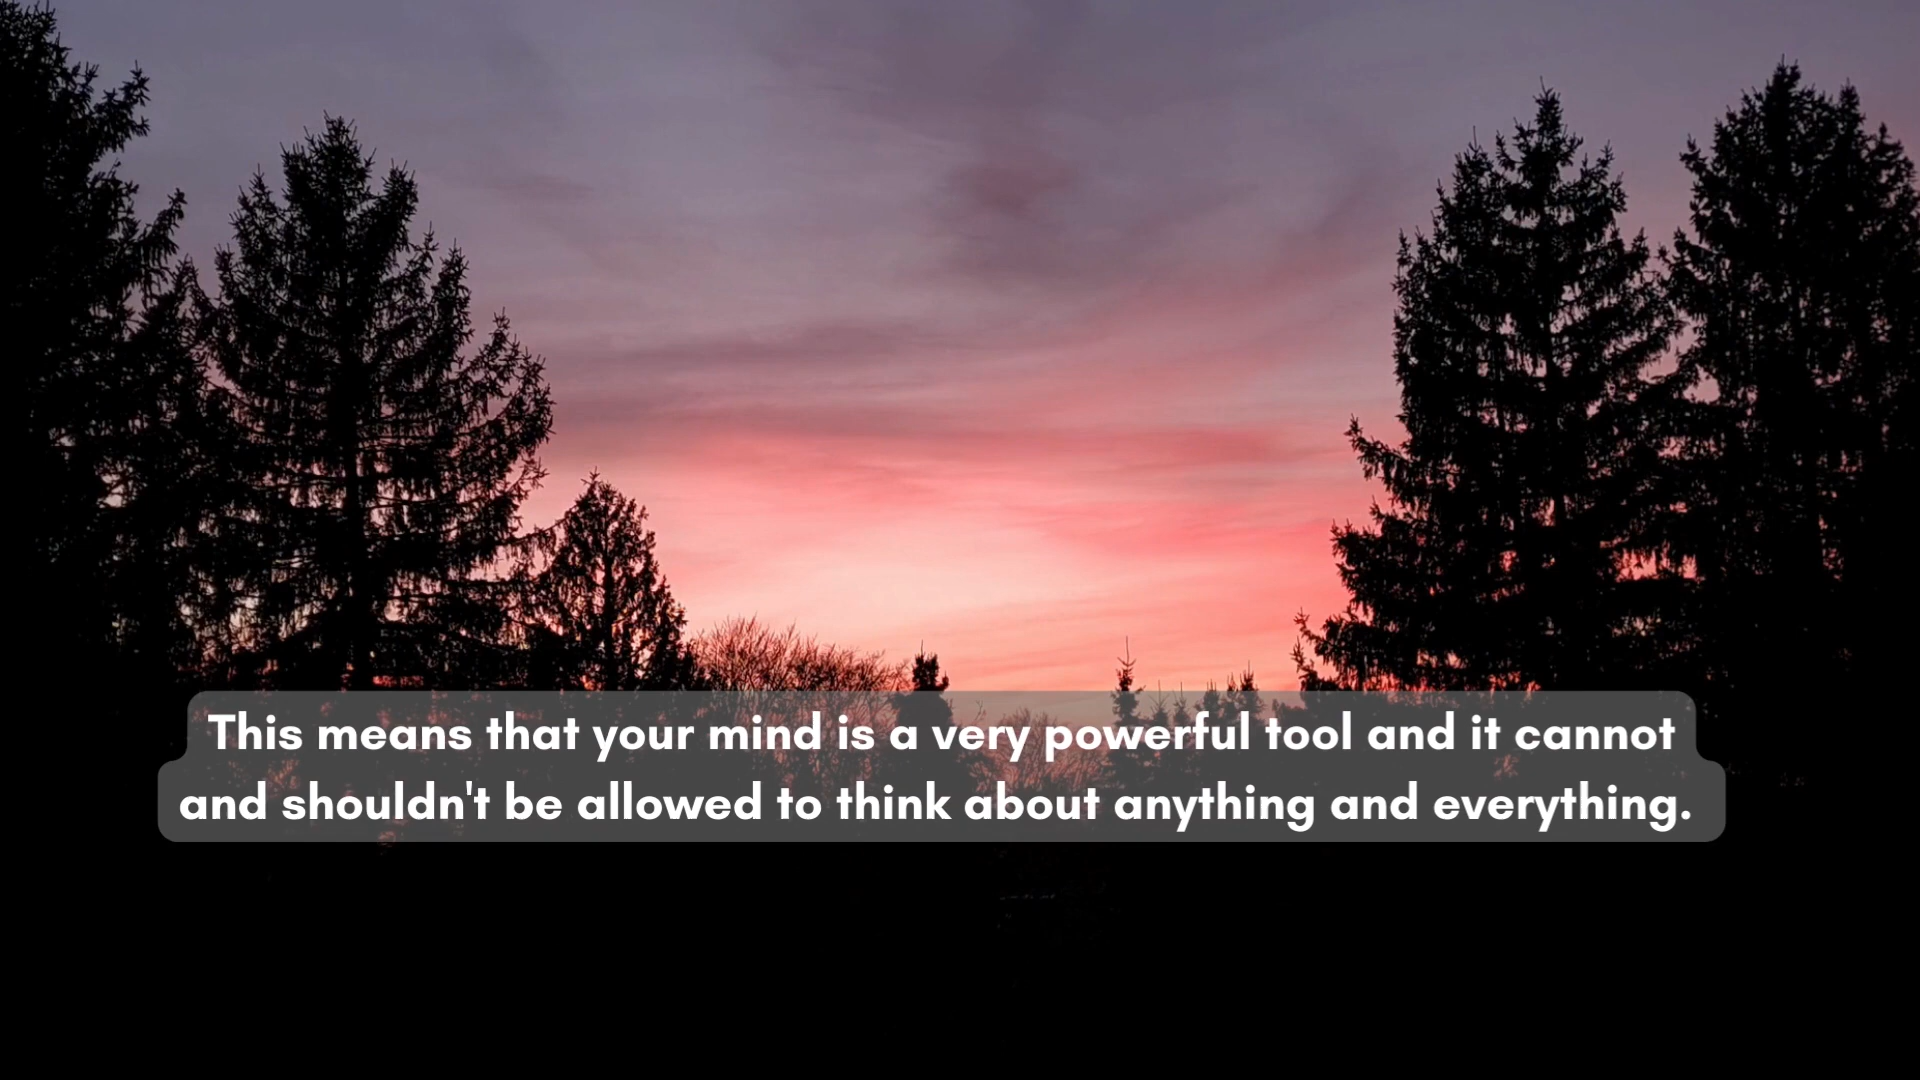 This means that your mind is a very powerful tool and it cannot
and shouldn't be allowed to think about anything and everything.